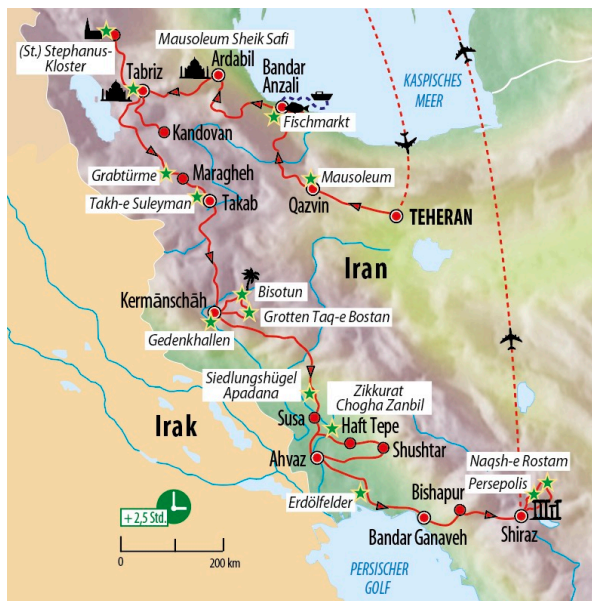 (St.) Stephanus-
Kloster
Mausoleum Sheik Safi
Ardabil
Tabriz
Bandar
Anzali
KASPISCHES
MEER
Fischmarkt
Kandovan
Grabtürme
Maragheh
Mausoleum
Takh-e Suleyman
Takab
Qazvin
TEHERAN
Iran
Kermānschāh
Bisotun
Grotten Taq-e Bostan
Gedenkhallen
Siedlungshügel
Apadana
Zikkurat
Chogha Zanbil
Irak
Susa
Haft Tepe
Shushtar
Ahvaz
Naqsh-e Rostam
Persepolis
Erdölfelder
Bishapur
+ 2,5 Std.
Bandar Ganaveh
Shiraz
0
200 km
PERSISCHER
GOLF